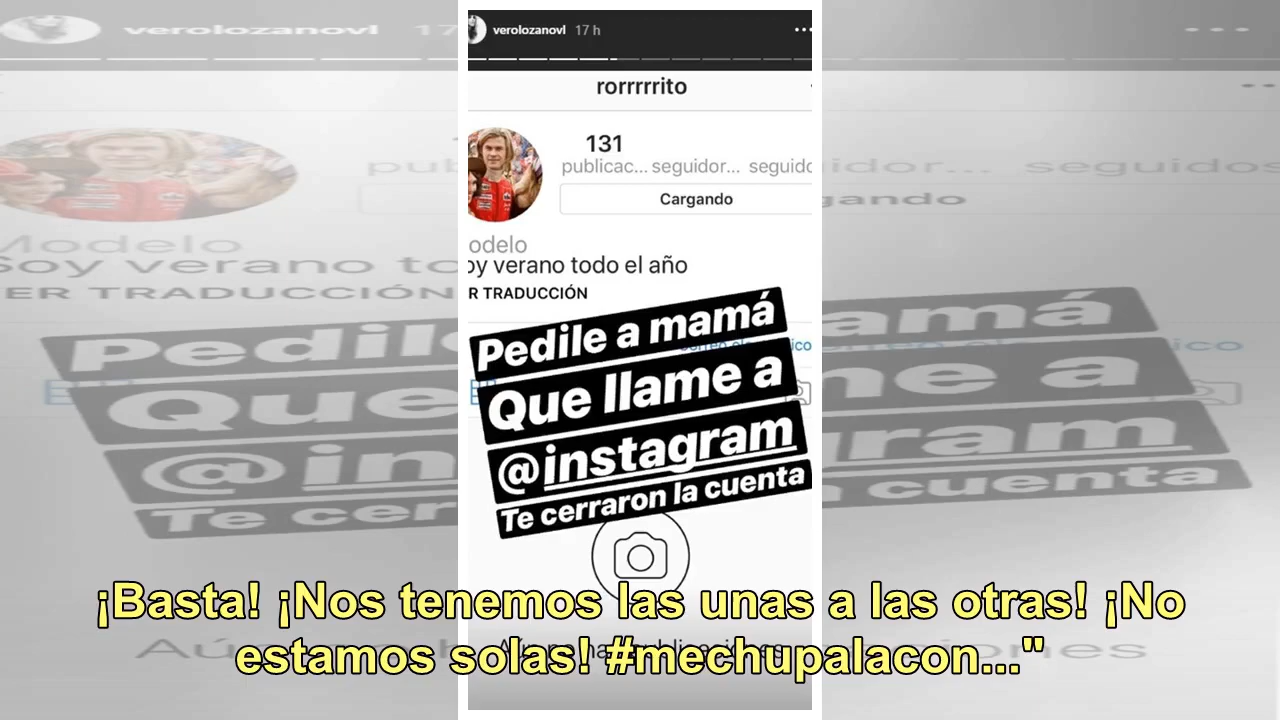 verolozanovl 17 h
rorrrrrito
131
publicac... seguidor... seguido
Cargando
odelo
oy verano todo el año
R TRADUCCIÓN
Pedile a mamá
Que llame a
@instagram
Te cerraron la cuenta
¡Basta! ¡Nos tenemos las unas a las otras! ¡No
estamos solas! #mechupalacon..."